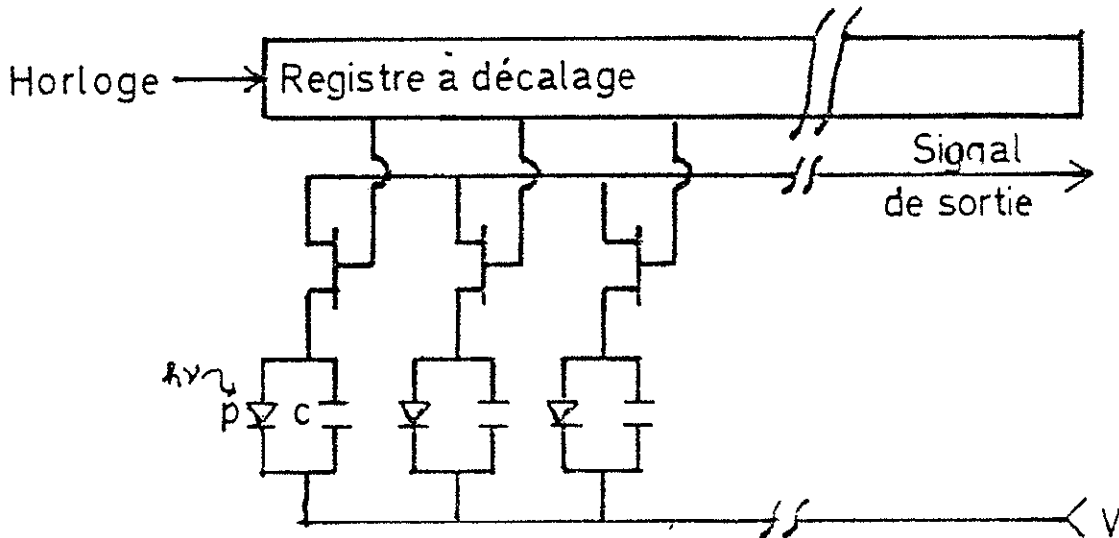 Horloge
Registre à décalage
Signal
de sortie
hν
p
c
V